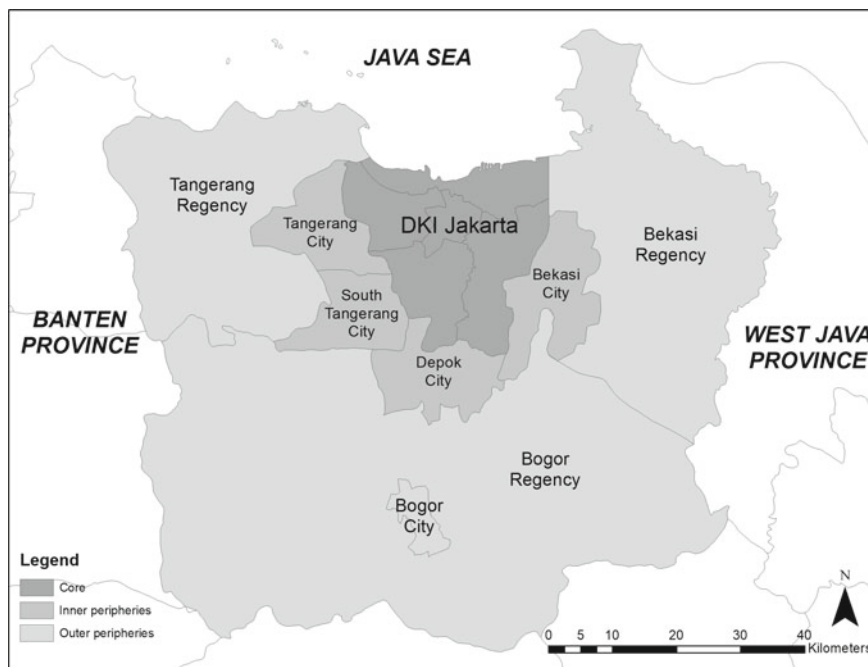 JAVA SEA
Tangerang
Regency
Tangerang
City
DKI Jakarta
Bekasi
Regency
Bekasi
City
South
Tangerang
City
BANTEN
PROVINCE
WEST JAVA
PROVINCE
Depok
City
Bogor
Regency
Bogor
City
Legend
Core
Inner peripheries
Outer peripheries
N
0 5 10 20 30 40
Kilometers